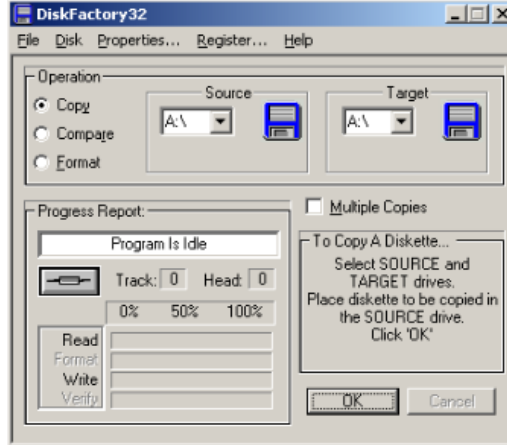 DiskFactory32
File Disk Properties... Register... Help
Operation
Copy
Compare
Format
Source
A:\
Target
A:\
Progress Report:
Program Is Idle
Track: 0 Head: 0
0% 50% 100%
Read
Format
Write
Verify
Multiple Copies
To Copy A Diskette...
Select SOURCE and
TARGET drives.
Place diskette to be copied in
the SOURCE drive.
Click 'OK'
OK
Cancel